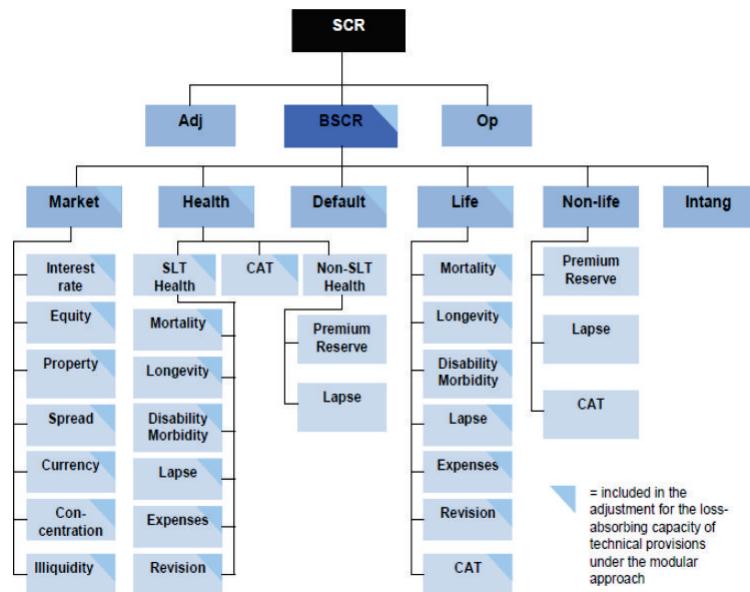 SCR
Adj
BSCR
Op
Market
Health
Default
Life
Non-life
Intang
Interest
rate
Equity
Property
Spread
Currency
Con-
centration
Illiquidity
SLT
Health
CAT
Non-SLT
Health
Mortality
Longevity
Disability
Morbidity
Lapse
Expenses
Revision
Premium
Reserve
Lapse
Mortality
Longevity
Disability
Morbidity
Lapse
Expenses
Revision
CAT
Premium
Reserve
Lapse
CAT
= included in the
adjustment for the loss-
absorbing capacity of
technical provisions
under the modular
approach